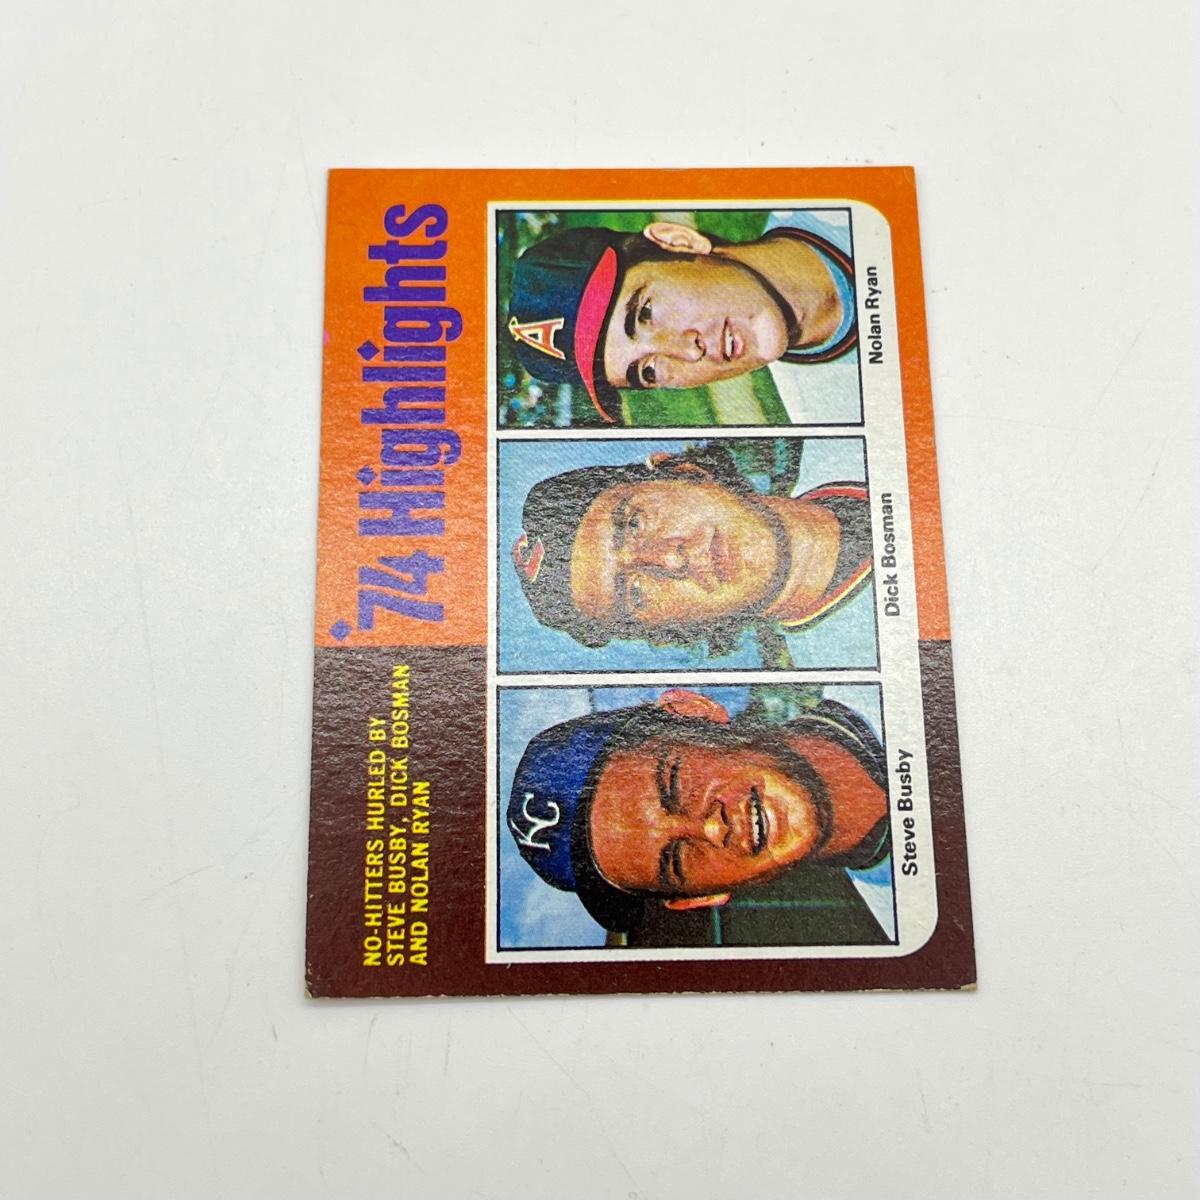 NO-HITTERS HURLED BY
STEVE BUSBY, DICK BOSMAN
AND NOLAN RYAN
'74 Highlights
KC
C
A
Steve Busby
Dick Bosman
Nolan Ryan